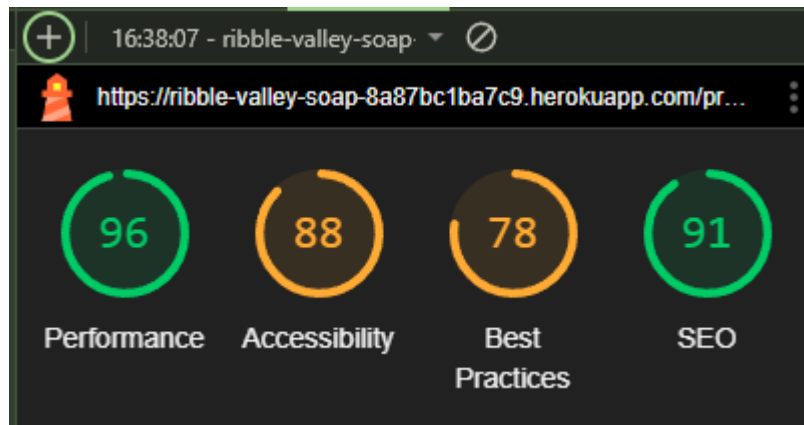 16:38:07 - ribble-valley-soap-
https://ribble-valley-soap-8a87bc1ba7c9.herokuapp.com/pr...
96 88 78 91
Performance Accessibility Best Practices SEO